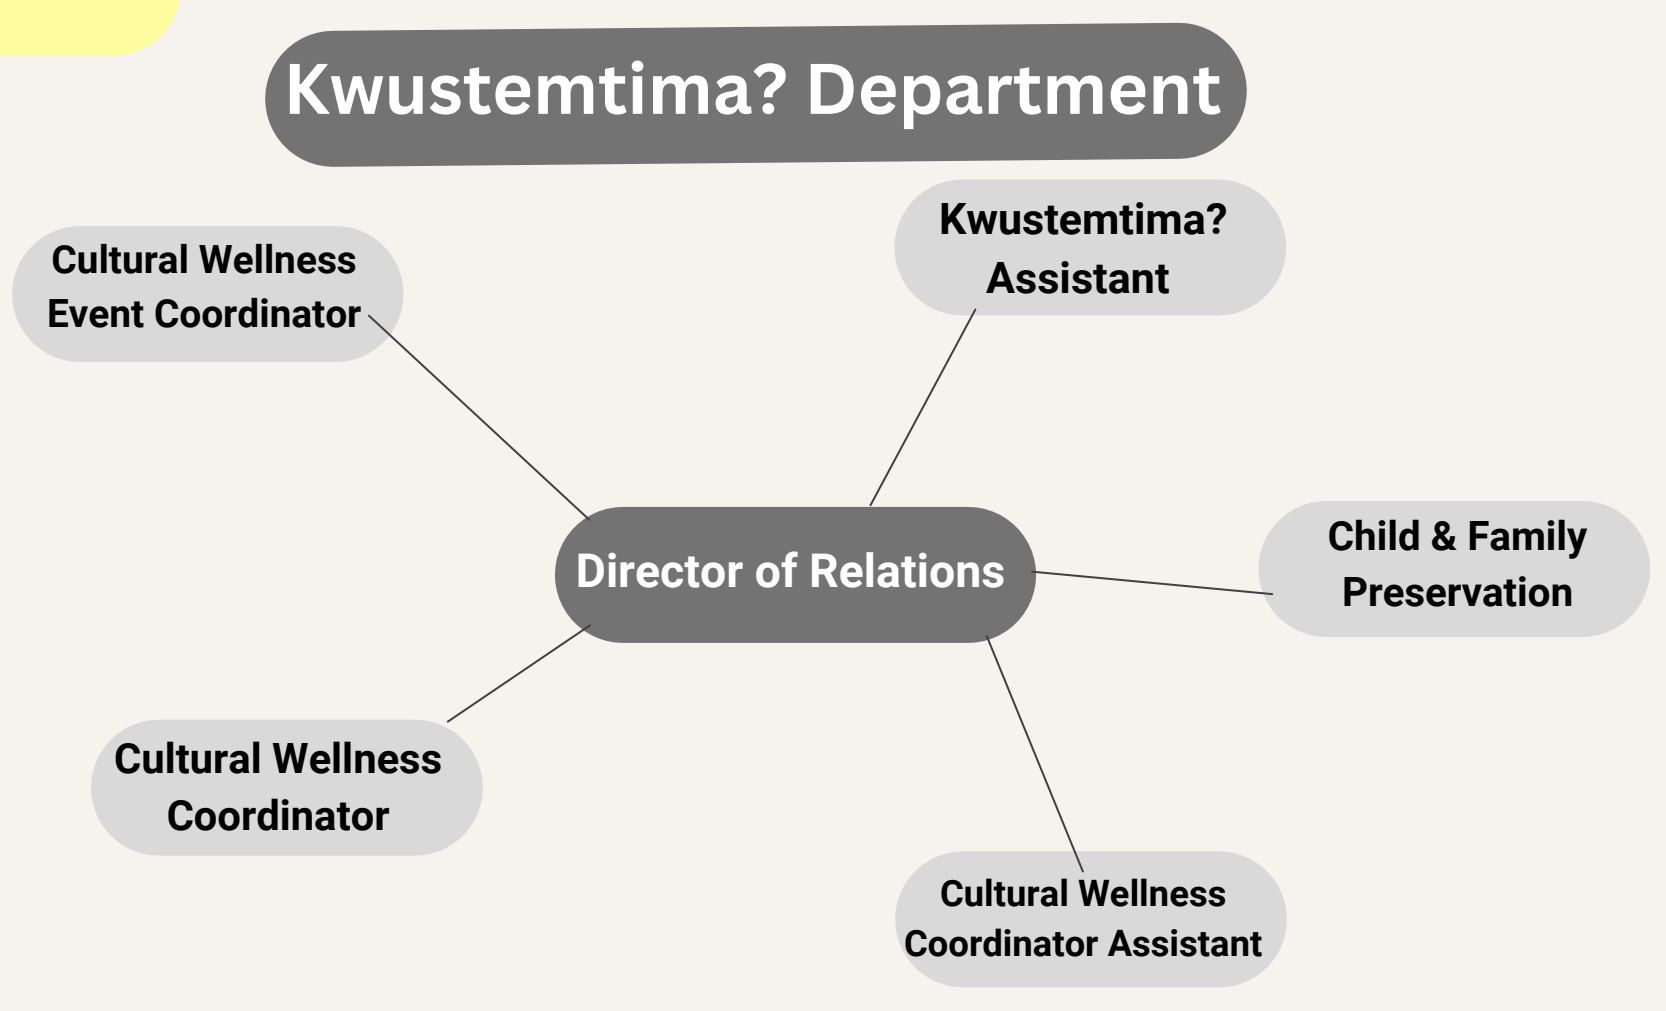 Kwustemtima? Department
Kwustemtima?
Assistant
Cultural Wellness
Event Coordinator
Child & Family
Preservation
Director of Relations
Cultural Wellness
Coordinator
Cultural Wellness
Coordinator Assistant